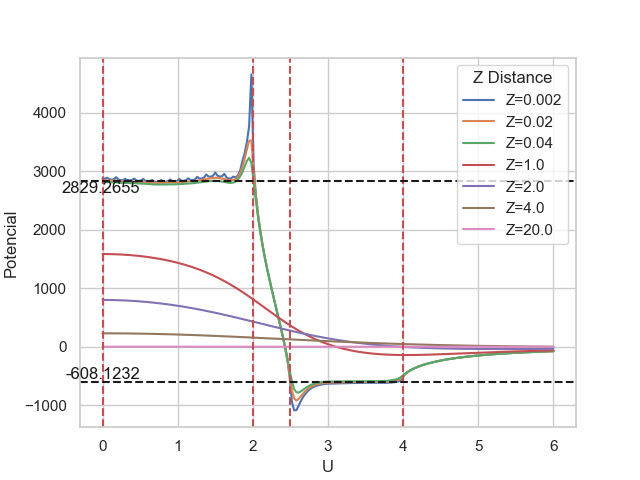 Z Distance
Z=0.002
Z=0.02
Z=0.04
Z=1.0
Z=2.0
Z=4.0
Z=20.0
4000
3000
2829.2655
2000
1000
0
-608.1232
−1000
Potencial
0 1 2 3 4 5 6
U